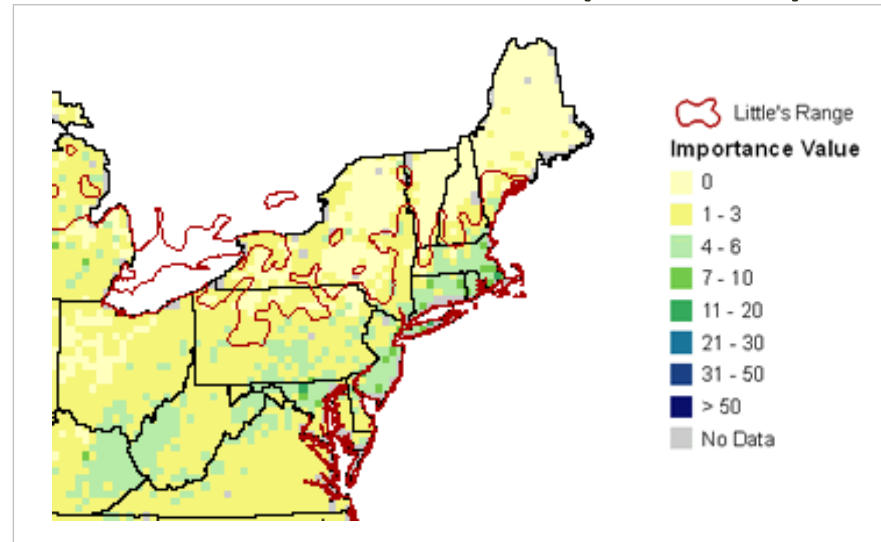 Little's Range
Importance Value
0
1 - 3
4 - 6
7 - 10
11 - 20
21 - 30
31 - 50
> 50
No Data